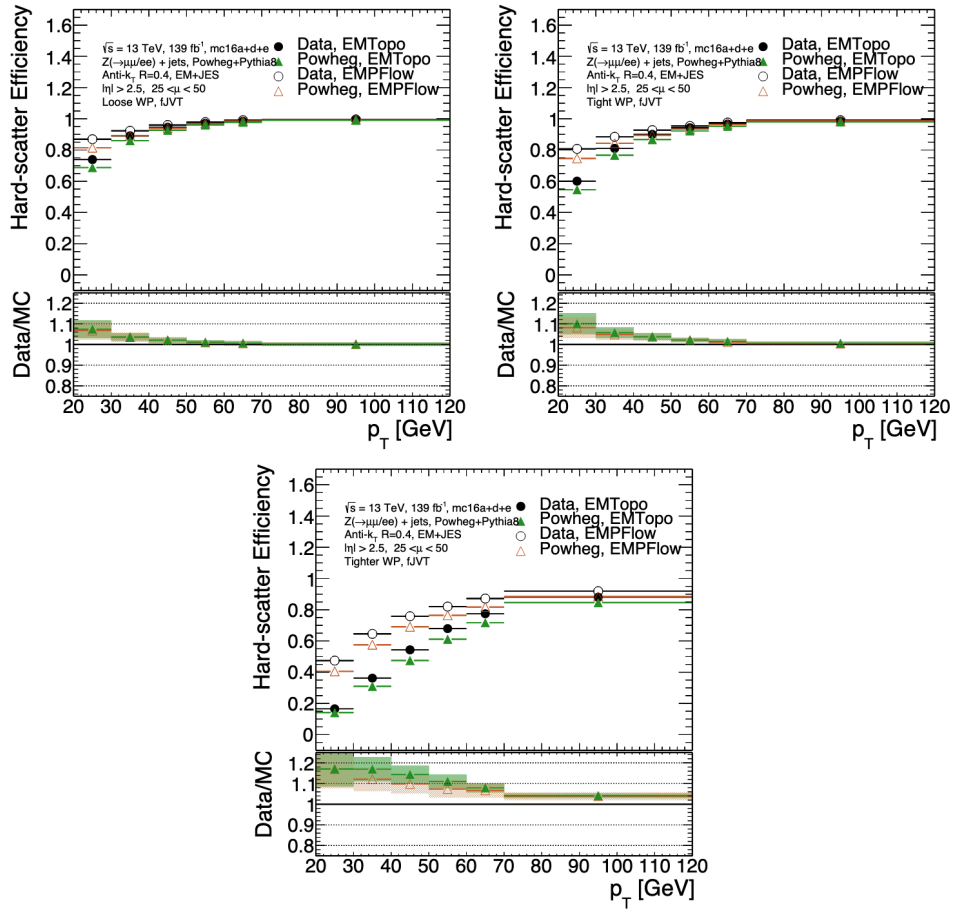 Hard-scatter Efficiency
1.6
1.4
1.2
1
0.8
0.6
0.4
0.2
0
√s = 13 TeV, 139 fb⁻¹, mc16a+d+e
Z(→μμ/ee) + jets, Powheg+Pythia8
Anti-k_T R=0.4, EM+JES
|η| > 2.5, 25 <μ < 50
Loose WP, fJVT
Data, EMTopo
Powheg, EMTopo
Data, EMPFlow
Powheg, EMPFlow
Data/MC
1.2
1.1
1
0.9
0.8
20 30 40 50 60 70 80 90 100 110 120
p_T [GeV]
Hard-scatter Efficiency
1.6
1.4
1.2
1
0.8
0.6
0.4
0.2
0
√s = 13 TeV, 139 fb⁻¹, mc16a+d+e
Z(→μμ/ee) + jets, Powheg+Pythia8
Anti-k_T R=0.4, EM+JES
|η| > 2.5, 25 <μ < 50
Tight WP, fJVT
Data, EMTopo
Powheg, EMTopo
Data, EMPFlow
Powheg, EMPFlow
Data/MC
1.2
1.1
1
0.9
0.8
20 30 40 50 60 70 80 90 100 110 120
p_T [GeV]
Hard-scatter Efficiency
1.6
1.4
1.2
1
0.8
0.6
0.4
0.2
0
√s = 13 TeV, 139 fb⁻¹, mc16a+d+e
Z(→μμ/ee) + jets, Powheg+Pythia8
Anti-k_T R=0.4, EM+JES
|η| > 2.5, 25 <μ < 50
Tighter WP, fJVT
Data, EMTopo
Powheg, EMTopo
Data, EMPFlow
Powheg, EMPFlow
Data/MC
1.2
1.1
1
0.9
0.8
20 30 40 50 60 70 80 90 100 110 120
p_T [GeV]